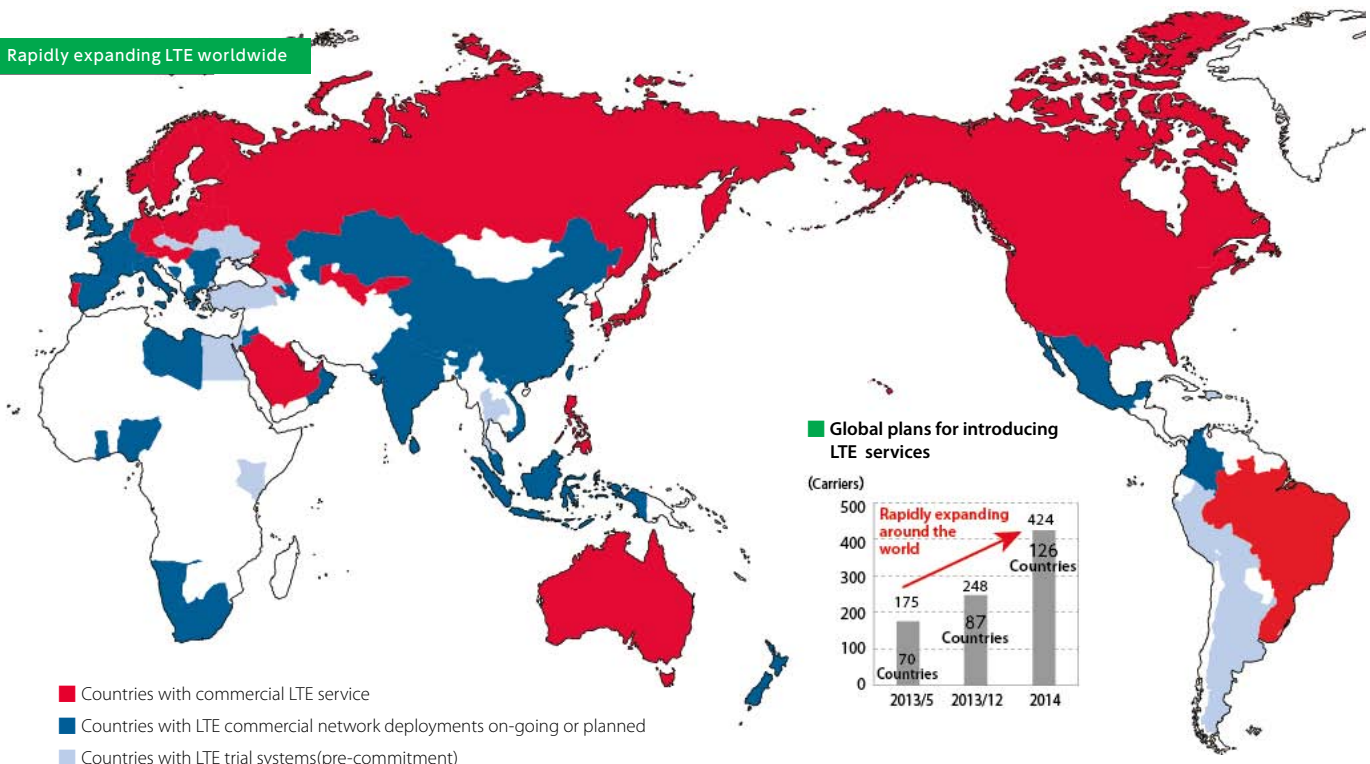 Rapidly expanding LTE worldwide
Global plans for introducing
LTE services
(Carriers)
500
400
300
200
100
0
Rapidly expanding
around the
world
175
70
Countries
248
87
Countries
424
126
Countries
2013/5
2013/12
2014
Countries with commercial LTE service
Countries with LTE commercial network deployments on-going or planned
Countries with LTE trial systems(pre-commitment)